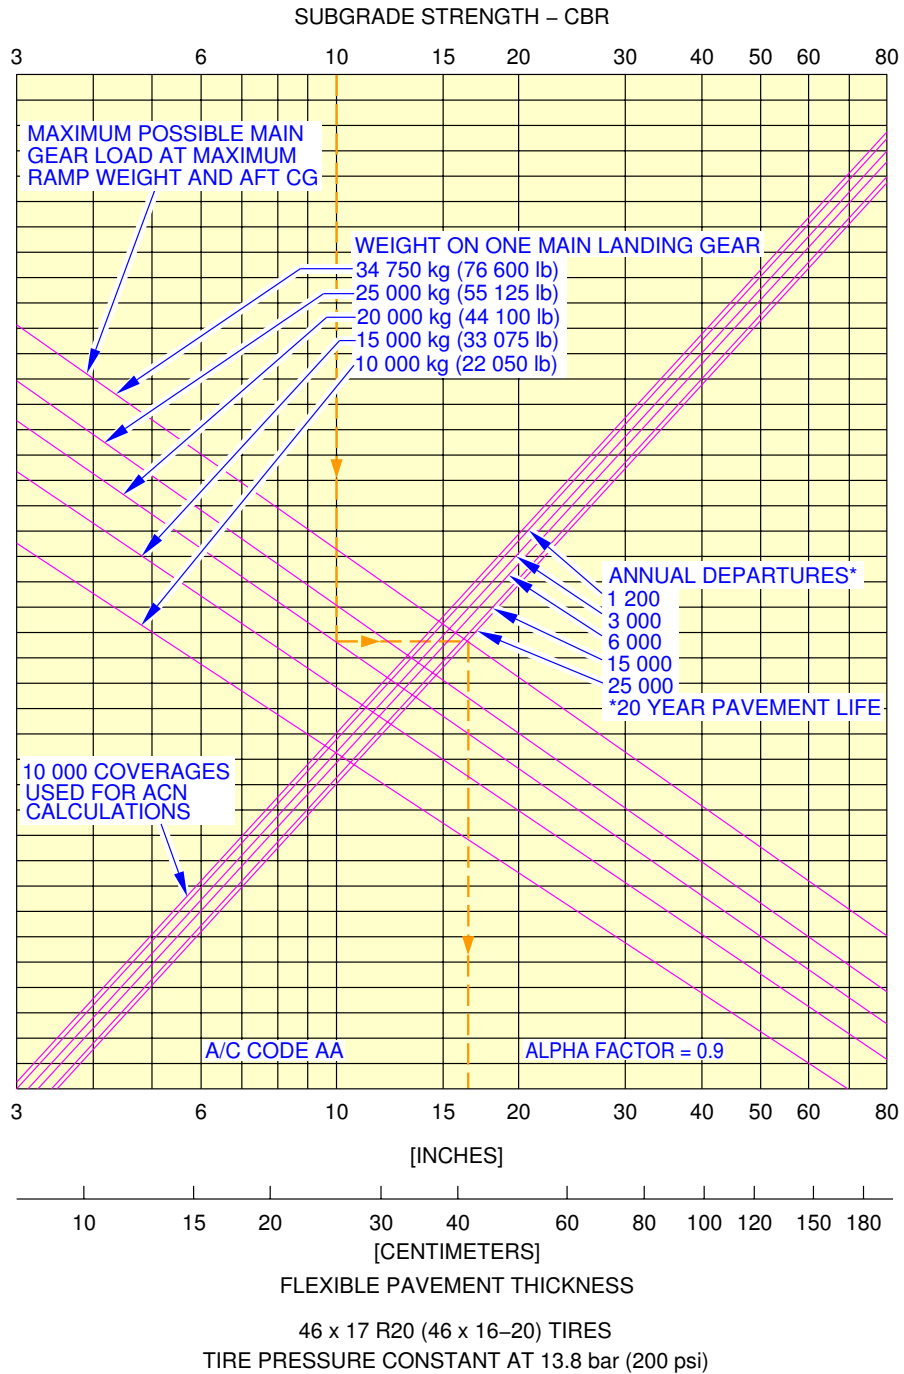 SUBGRADE STRENGTH – CBR
3 6 10 15 20 30 40 50 60 80
MAXIMUM POSSIBLE MAIN
GEAR LOAD AT MAXIMUM
RAMP WEIGHT AND AFT CG
WEIGHT ON ONE MAIN LANDING GEAR
34 750 kg (76 600 lb)
25 000 kg (55 125 lb)
20 000 kg (44 100 lb)
15 000 kg (33 075 lb)
10 000 kg (22 050 lb)
ANNUAL DEPARTURES*
1 200
3 000
6 000
15 000
25 000
*20 YEAR PAVEMENT LIFE
10 000 COVERAGES
USED FOR ACN
CALCULATIONS
A/C CODE AA
ALPHA FACTOR = 0.9
3 6 10 15 20 30 40 50 60 80
[INCHES]
10 15 20 30 40 60 80 100 120 150 180
[CENTIMETERS]
FLEXIBLE PAVEMENT THICKNESS
46 x 17 R20 (46 x 16–20) TIRES
TIRE PRESSURE CONSTANT AT 13.8 bar (200 psi)